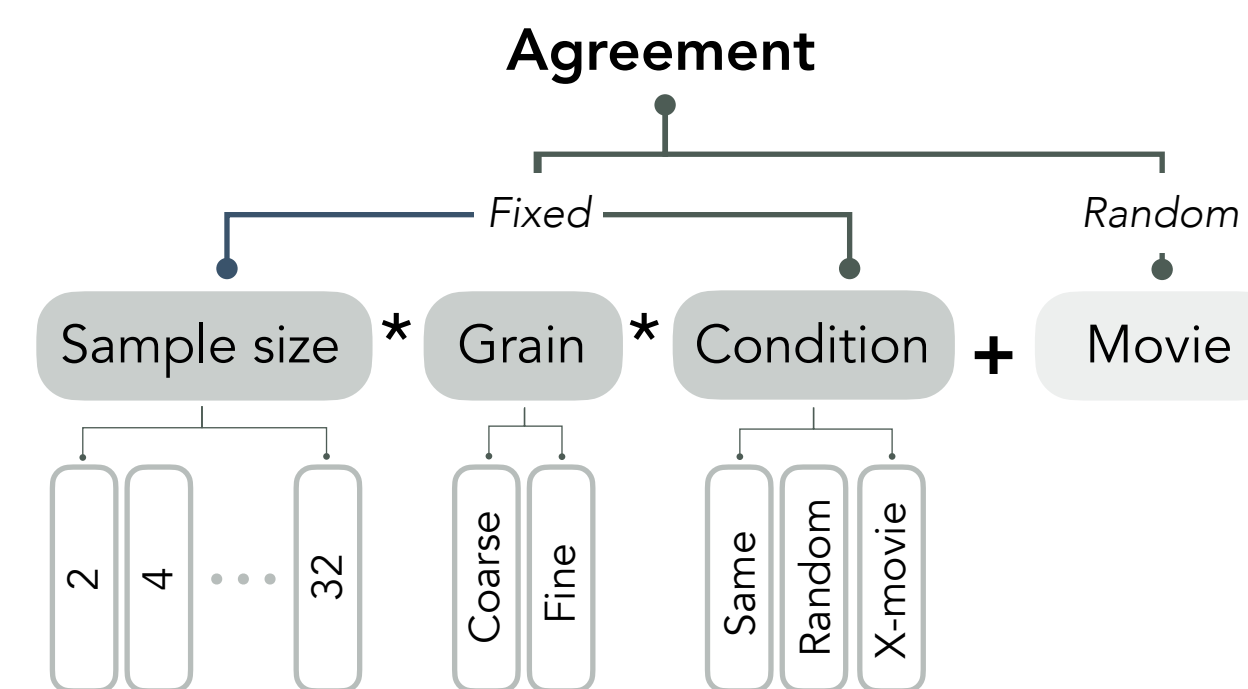 Agreement
Fixed
Random
Sample size * Grain * Condition + Movie
2
4
32
Coarse
Fine
Same
Random
X-movie